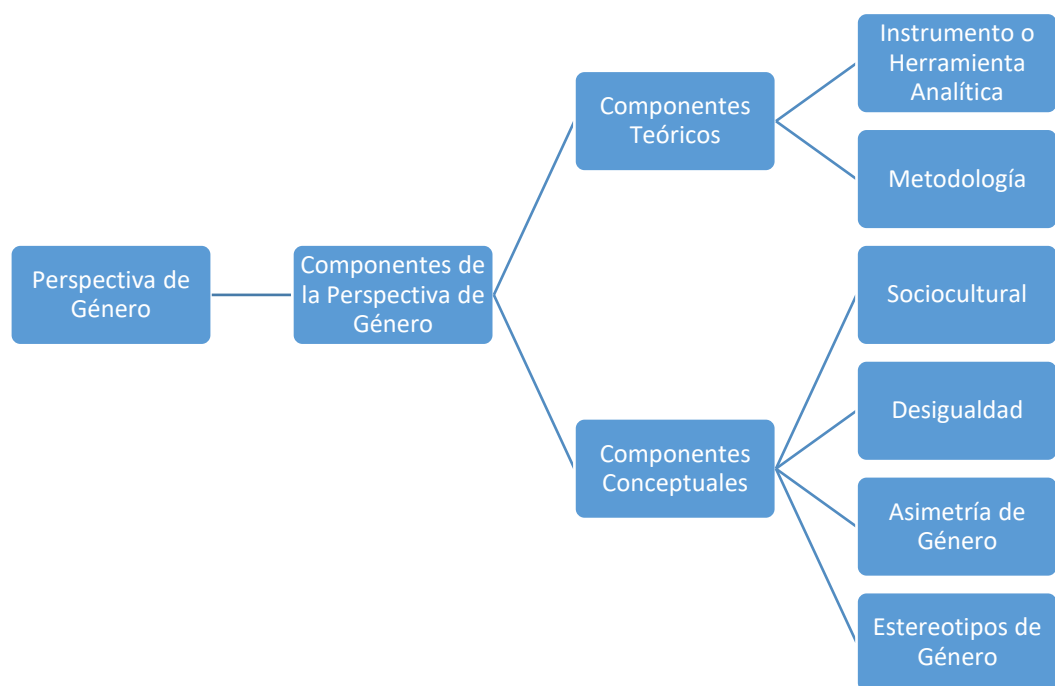 Perspectiva de
Género
Componentes de
la Perspectiva de
Género
Componentes
Teóricos
Instrumento o
Herramienta
Analítica
Metodología
Componentes
Conceptuales
Sociocultural
Desigualdad
Asimetría de
Género
Estereotipos de
Género